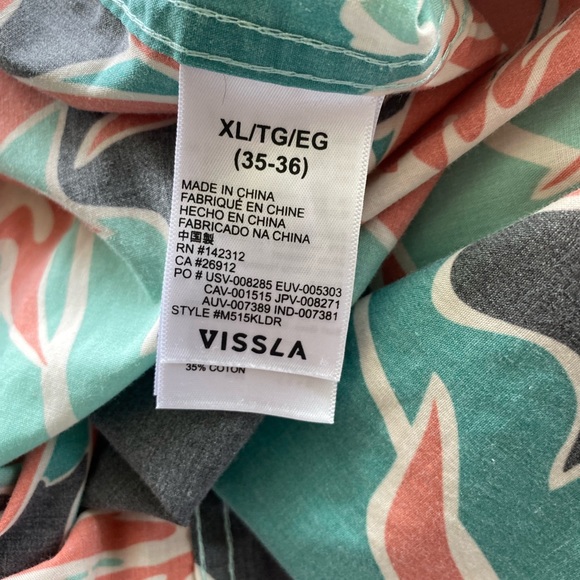 XL/TG/EG
(35-36)
MADE IN CHINA
FABRIQUÉ EN CHINE
HECHO EN CHINA
FABRICADO NA CHINA
中国製
RN #142312
CA #26912
PO # USV-008285 EUV-005303
CAV-001515 JPV-008271
AUV-007389 IND-007381
STYLE #M515KLDR
VISSLA
35% COTON